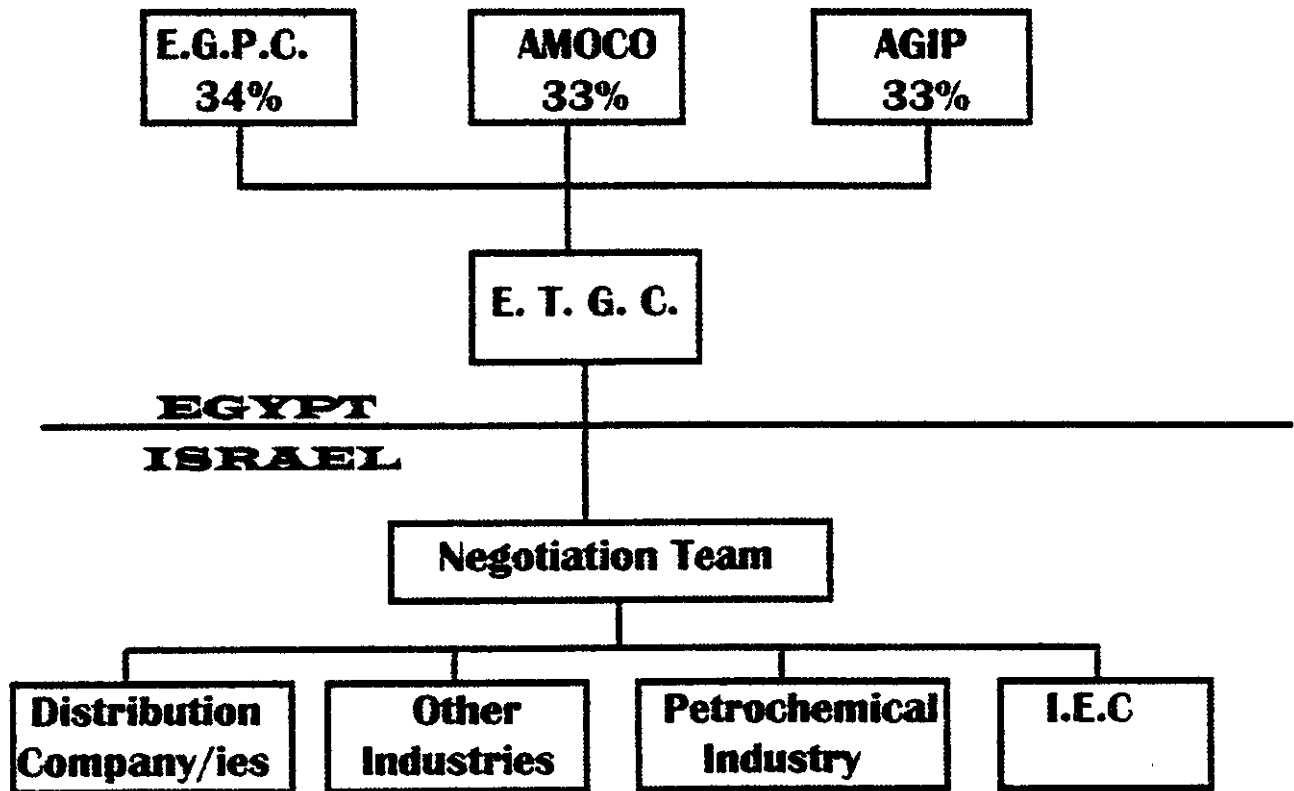 E.G.P.C.
34%
AMOCO
33%
AGIP
33%
E. T. G. C.
EGYPT
ISRAEL
Negotiation Team
Distribution
Company/ies
Other
Industries
Petrochemical
Industry
I.E.C